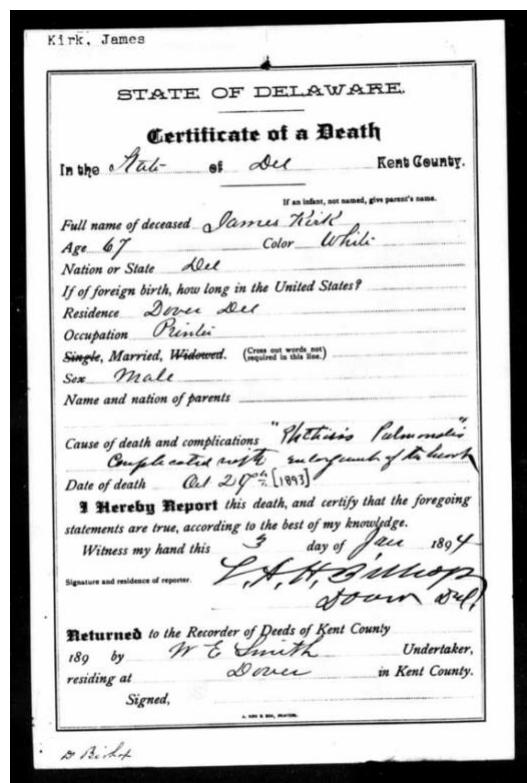 Kirk, James
STATE OF DELAWARE.
Certificate of a Death
In the State of Del Kent County.
If an infant, not named, give parent's name.
Full name of deceased James Kirk
Age 67 Color White
Nation or State Del
If of foreign birth, how long in the United States?
Residence Dover Del
Occupation Printer
Single, Married, Widowed. (Cross out words not required in this line.)
Sex Male
Name and nation of parents
Cause of death and complications "Phthisis Pulmonalis"
Complicated with enlargement of the heart
Date of death Oct 27th [1893]
I Hereby Report this death, and certify that the foregoing
statements are true, according to the best of my knowledge.
Witness my hand this 3 day of Jan 1894
Signature and residence of reporter. L. A. H. Bishop
Dover Del.
Returned to the Recorder of Deeds of Kent County
189 by W E Smith Undertaker,
residing at Dover in Kent County.
Signed,
D Bishop